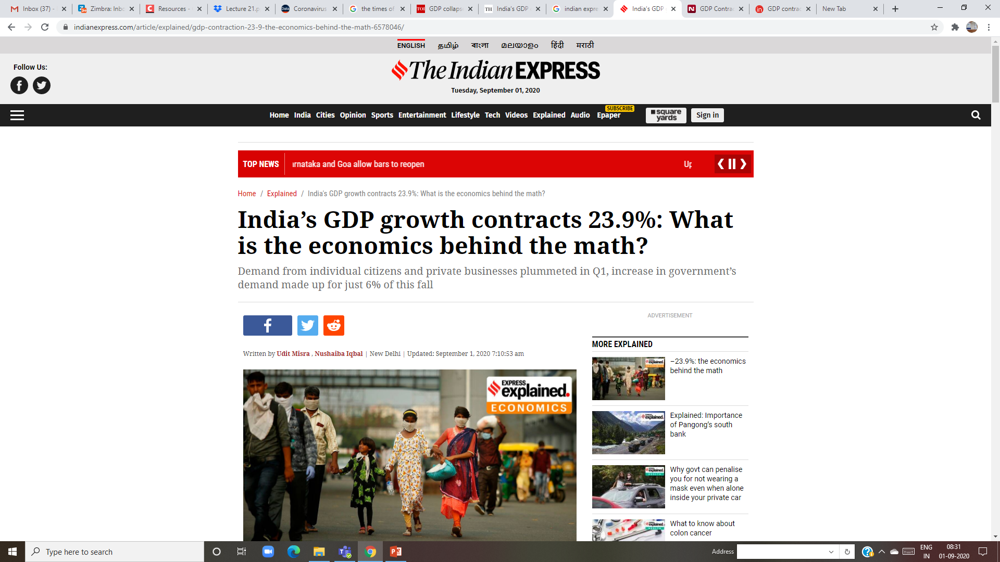 Inbox (37) -
Zimbra: Inbo
Resources -
Lecture 21.p
Coronavirus
the times of
GDP collaps
India's GDP
indian expre
India's GDP
GDP Contrac
GDP contrac
New Tab
indianexpress.com/article/explained/gdp-contraction-23-9-the-economics-behind-the-math-6578046/
ENGLISH தமிழ் বাংলা മലയാളം हिंदी मराठी
Follow Us:
The Indian EXPRESS
Tuesday, September 01, 2020
SUBSCRIBE
Home India Cities Opinion Sports Entertainment Lifestyle Tech Videos Explained Audio Epaper square yards Sign in
TOP NEWS arnataka and Goa allow bars to reopen Up
Home / Explained / India's GDP growth contracts 23.9%: What is the economics behind the math?
India's GDP growth contracts 23.9%: What
is the economics behind the math?
Demand from individual citizens and private businesses plummeted in Q1, increase in government's
demand made up for just 6% of this fall
ADVERTISEMENT
Written by Udit Misra , Nushaiba Iqbal | New Delhi | Updated: September 1, 2020 7:10:53 am
EXPRESS
explained.
ECONOMICS
MORE EXPLAINED
−23.9%: the economics
behind the math
Explained: Importance
of Pangong's south
bank
Why govt can penalise
you for not wearing a
mask even when alone
inside your private car
What to know about
colon cancer
Type here to search
Address
ENG
IN
08:31
01-09-2020